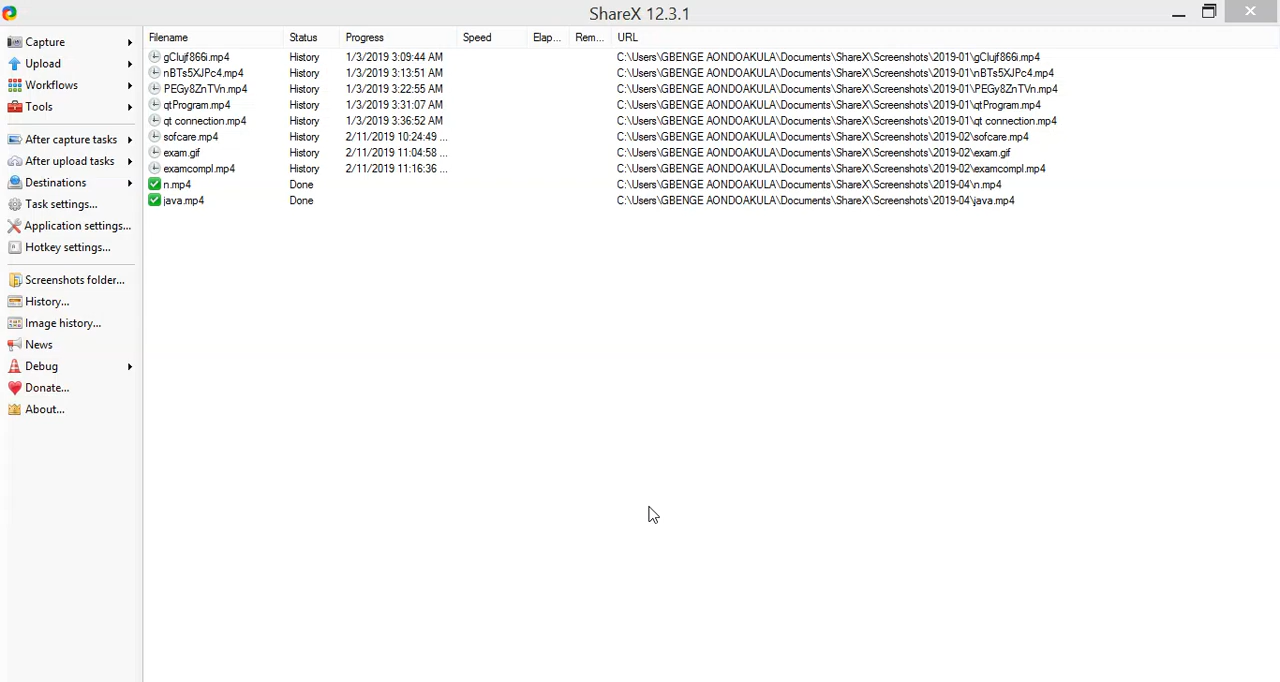 ShareX 12.3.1
Capture
Upload
Workflows
Tools
After capture tasks
After upload tasks
Destinations
Task settings...
Application settings...
Hotkey settings...
Screenshots folder...
History...
Image history...
News
Debug
Donate...
About...
Filename Status Progress Speed Elap... Rem... URL
gClujf866i.mp4 History 1/3/2019 3:09:44 AM C:\Users\GBENGE AONDOAKULA\Documents\ShareX\Screenshots\2019-01\gClujf866i.mp4
nBTs5XJPc4.mp4 History 1/3/2019 3:13:51 AM C:\Users\GBENGE AONDOAKULA\Documents\ShareX\Screenshots\2019-01\nBTs5XJPc4.mp4
PEGy8ZnTVn.mp4 History 1/3/2019 3:22:55 AM C:\Users\GBENGE AONDOAKULA\Documents\ShareX\Screenshots\2019-01\PEGy8ZnTVn.mp4
qtProgram.mp4 History 1/3/2019 3:31:07 AM C:\Users\GBENGE AONDOAKULA\Documents\ShareX\Screenshots\2019-01\qtProgram.mp4
qt connection.mp4 History 1/3/2019 3:36:52 AM C:\Users\GBENGE AONDOAKULA\Documents\ShareX\Screenshots\2019-01\qt connection.mp4
sofcare.mp4 History 2/11/2019 10:24:49 ... C:\Users\GBENGE AONDOAKULA\Documents\ShareX\Screenshots\2019-02\sofcare.mp4
exam.gif History 2/11/2019 11:04:58 ... C:\Users\GBENGE AONDOAKULA\Documents\ShareX\Screenshots\2019-02\exam.gif
examcompl.mp4 History 2/11/2019 11:16:36 ... C:\Users\GBENGE AONDOAKULA\Documents\ShareX\Screenshots\2019-02\examcompl.mp4
n.mp4 Done C:\Users\GBENGE AONDOAKULA\Documents\ShareX\Screenshots\2019-04\n.mp4
java.mp4 Done C:\Users\GBENGE AONDOAKULA\Documents\ShareX\Screenshots\2019-04\java.mp4